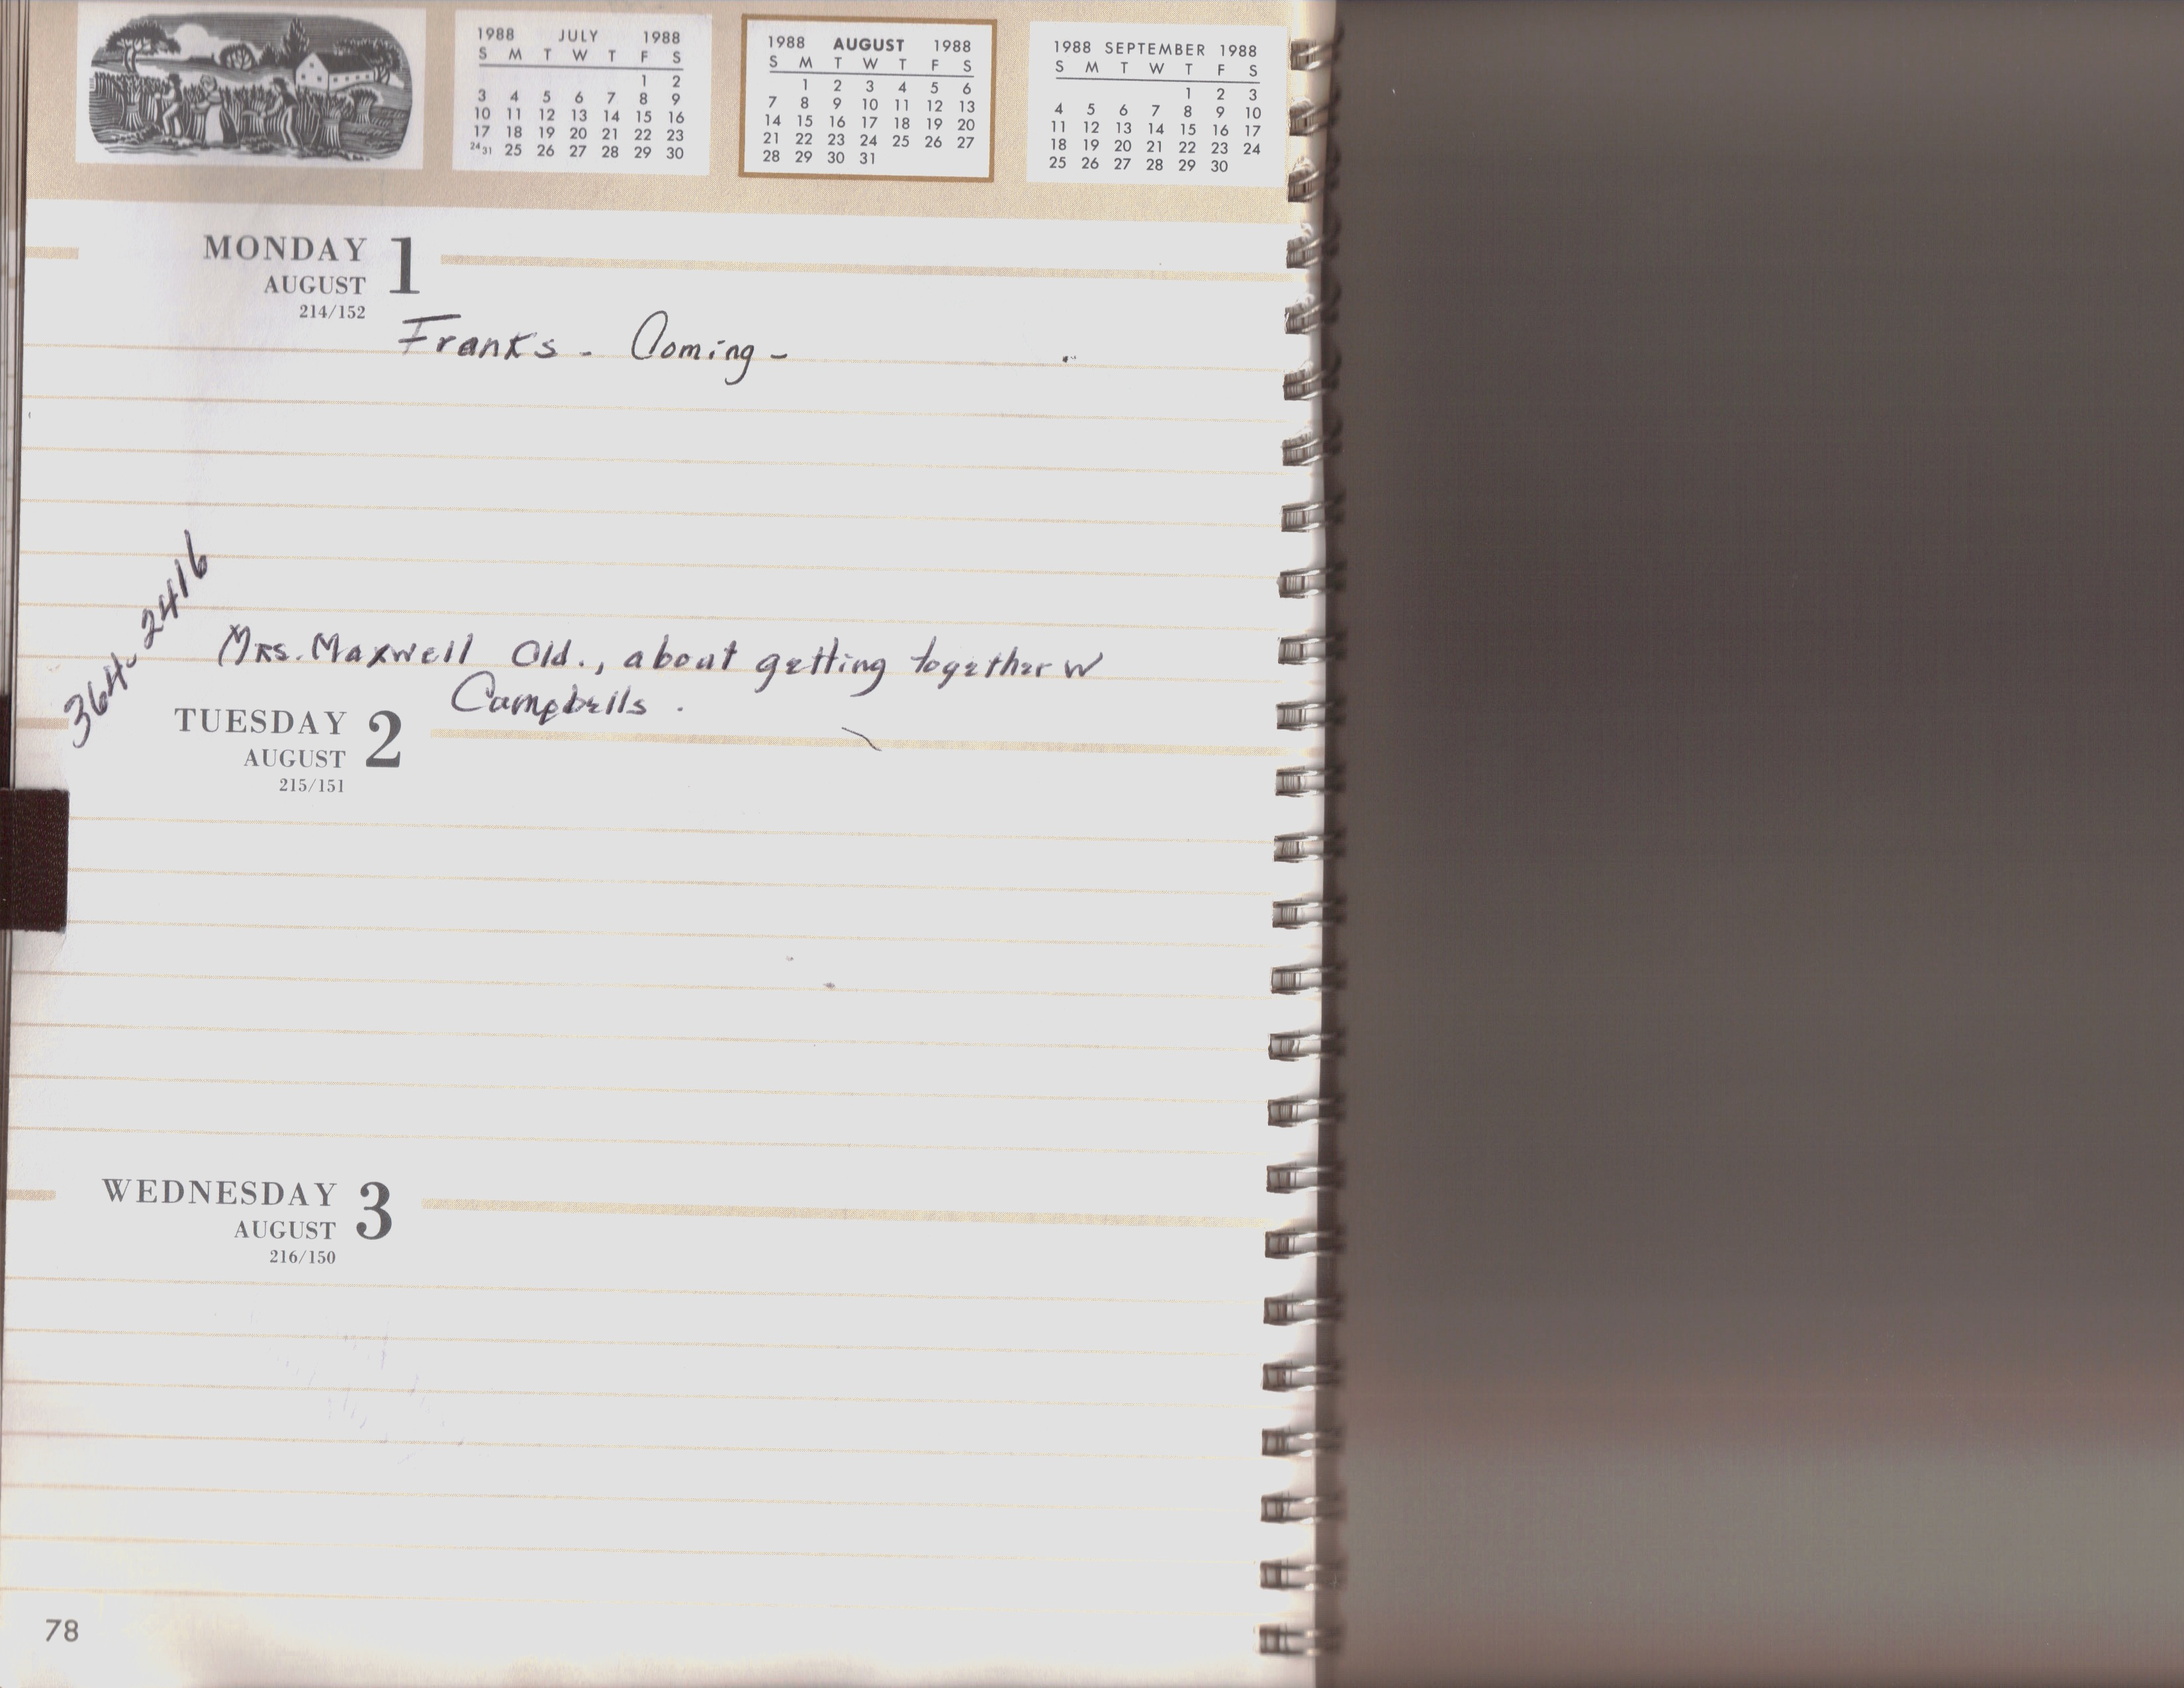 1988 JULY 1988
S M T W T F S
1 2
3 4 5 6 7 8 9
10 11 12 13 14 15 16
17 18 19 20 21 22 23
24 31 25 26 27 28 29 30
1988 AUGUST 1988
S M T W T F S
1 2 3 4 5 6
7 8 9 10 11 12 13
14 15 16 17 18 19 20
21 22 23 24 25 26 27
28 29 30 31
1988 SEPTEMBER 1988
S M T W T F S
1 2 3
4 5 6 7 8 9 10
11 12 13 14 15 16 17
18 19 20 21 22 23 24
25 26 27 28 29 30
MONDAY 1
AUGUST
214/152
Franks - Coming -
364-2416
Mrs. Maxwell Old., about getting together w
Campbells .
TUESDAY 2
AUGUST
215/151
WEDNESDAY 3
AUGUST
216/150
78